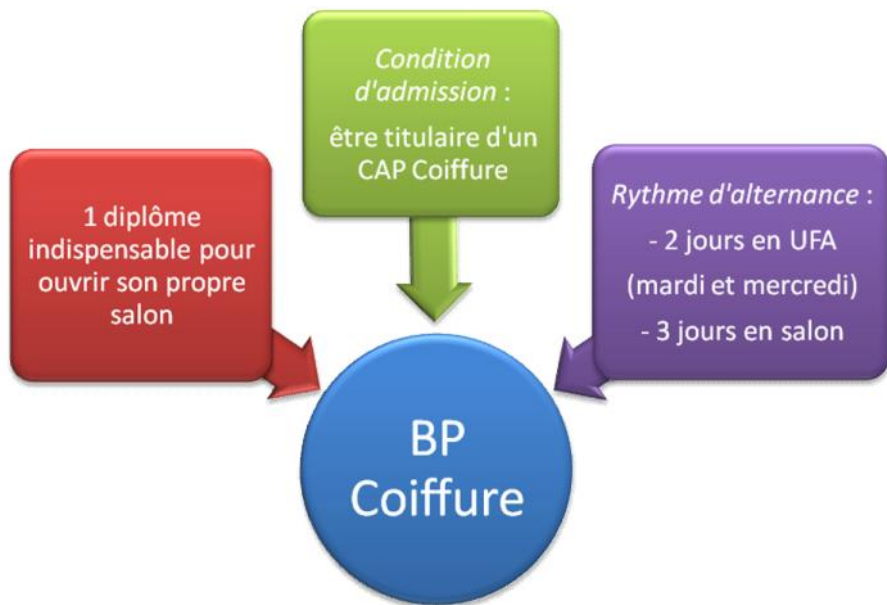 1 diplôme
indispensable pour
ouvrir son propre
salon
Condition
d'admission :
être titulaire d'un
CAP Coiffure
Rythme d'alternance :
- 2 jours en UFA
(mardi et mercredi)
- 3 jours en salon
BP
Coiffure